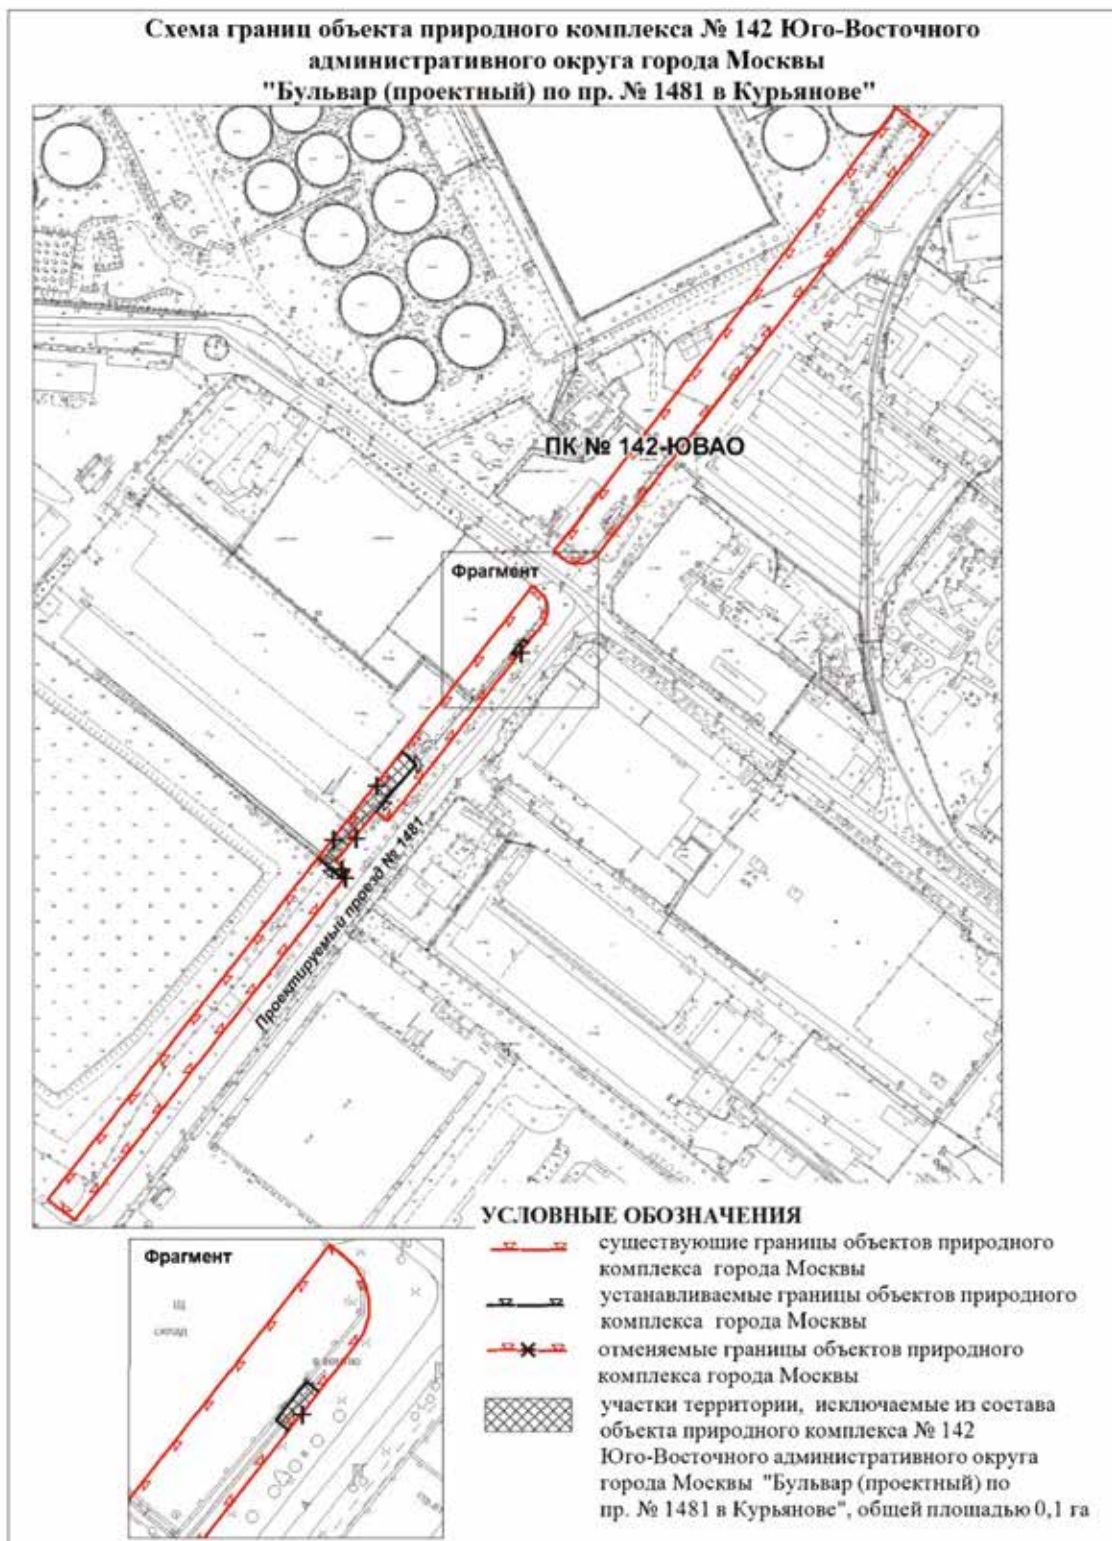 Схема границ объекта природного комплекса № 142 Юго-Восточного
административного округа города Москвы
"Бульвар (проектный) по пр. № 1481 в Курьянове"
ПК № 142-ЮВАО
Фрагмент
Проектируемый проезд № 1481
УСЛОВНЫЕ ОБОЗНАЧЕНИЯ
существующие границы объектов природного
комплекса города Москвы
устанавливаемые границы объектов природного
комплекса города Москвы
отменяемые границы объектов природного
комплекса города Москвы
участки территории, исключаемые из состава
объекта природного комплекса № 142
Юго-Восточного административного округа
города Москвы "Бульвар (проектный) по
пр. № 1481 в Курьянове", общей площадью 0,1 га
Фрагмент
Щ
склад